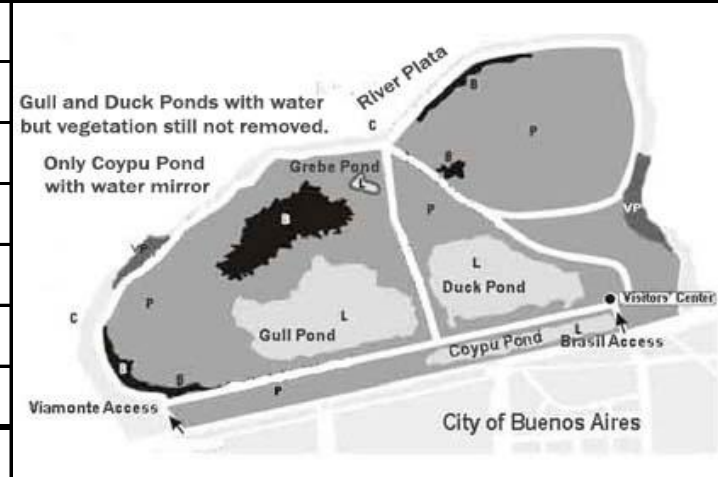 River Plata
Gull and Duck Ponds with water
but vegetation still not removed.
C
B
P
Only Coypu Pond
with water mirror
Grebe Pond
L
B
P
B
VP
VP
L
Duck Pond
P
C
L
Gull Pond
Visitors' Center
L
Coypu Pond
Brasil Access
B
B
P
Viamonte Access
City of Buenos Aires